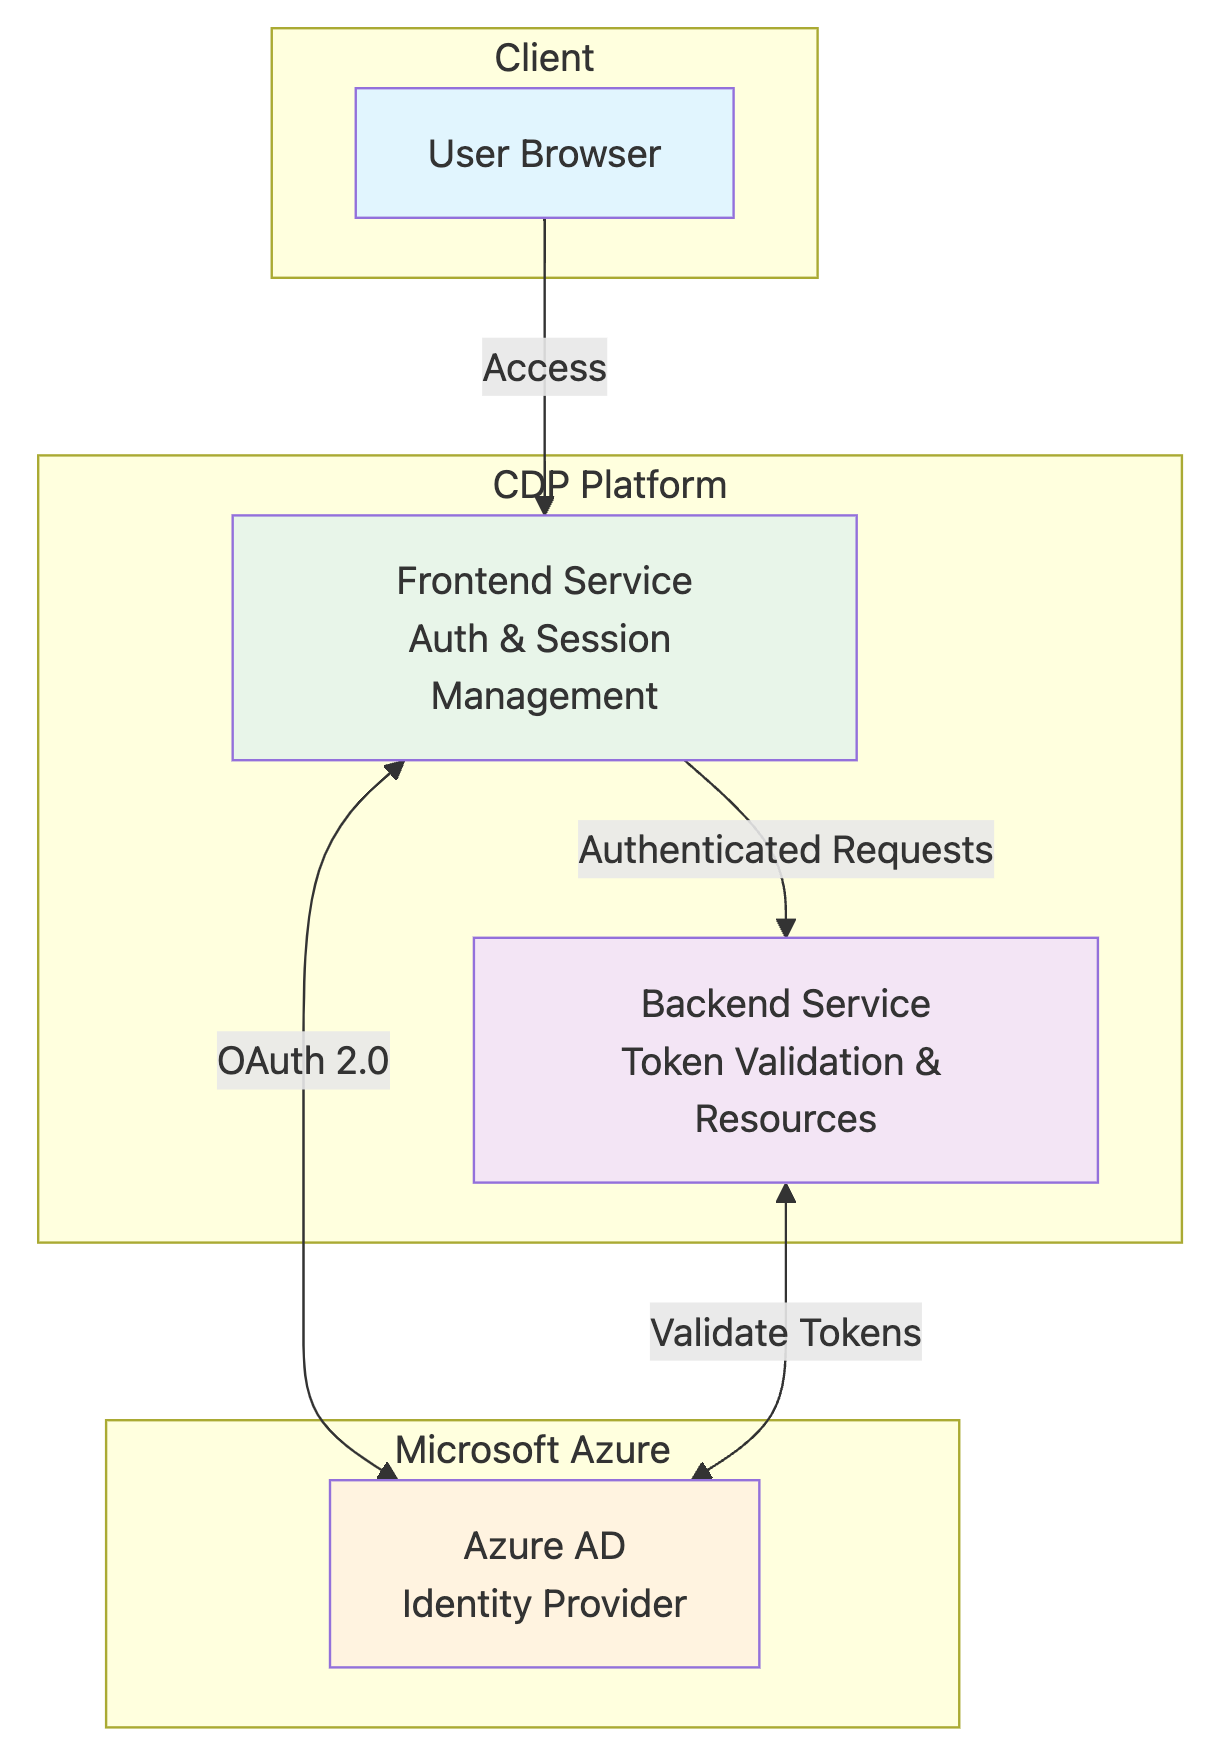 Client
User Browser
Access
CDP Platform
Frontend Service
Auth & Session
Management
Authenticated Requests
Backend Service
Token Validation &
Resources
OAuth 2.0
Validate Tokens
Microsoft Azure
Azure AD
Identity Provider